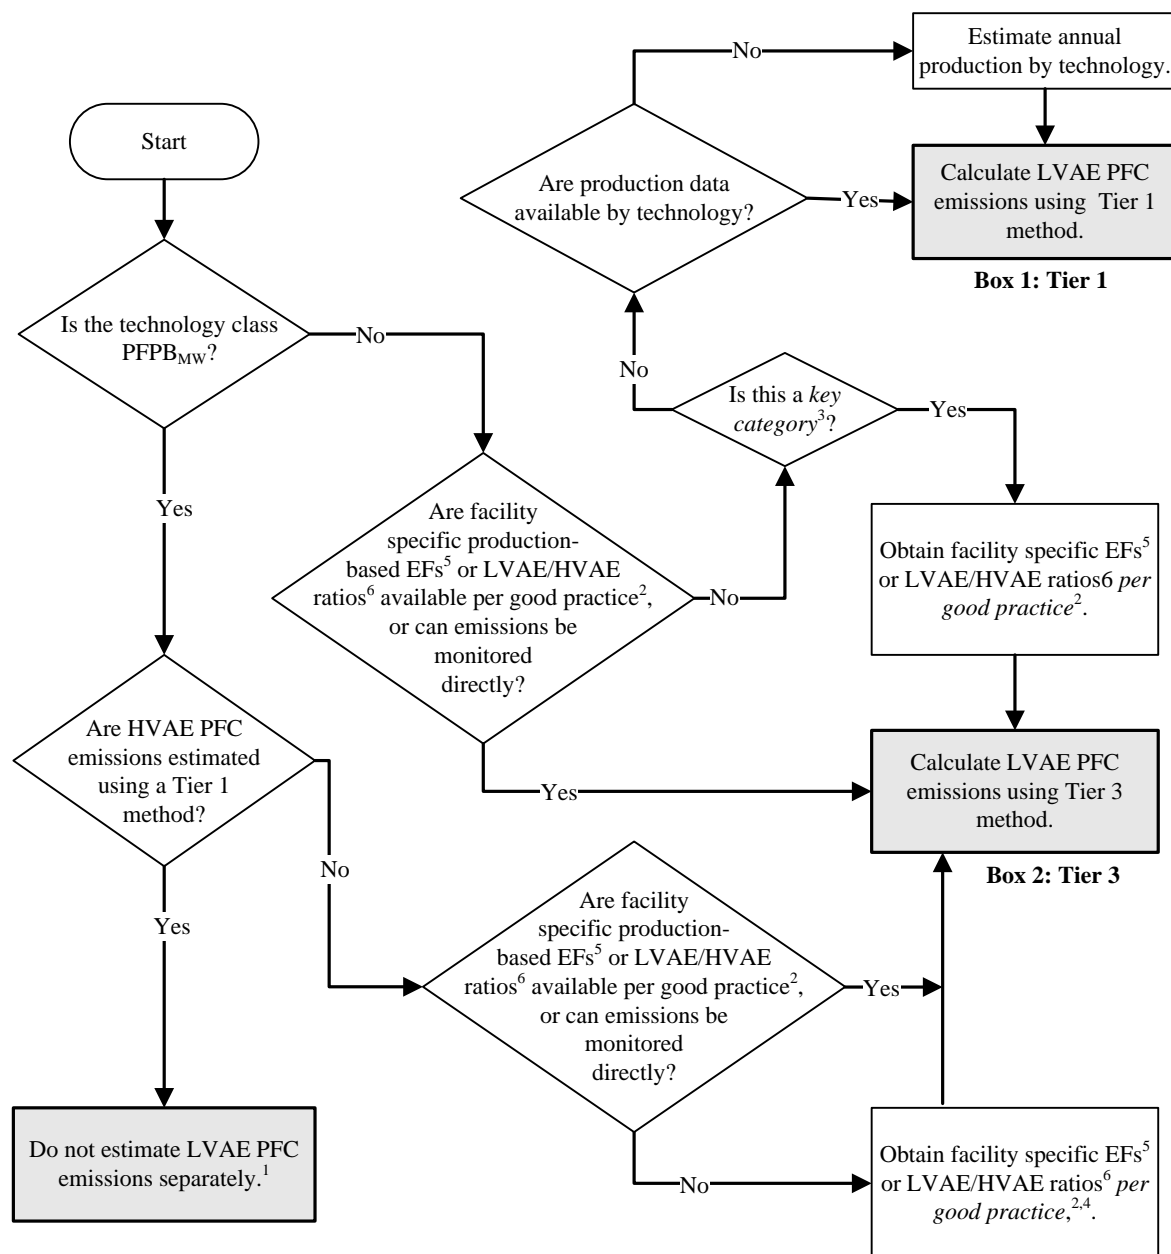 Start
Is the technology class
PFPB_MW?
Yes
No
Are HVAE PFC
emissions estimated
using a Tier 1
method?
Yes
No
Do not estimate LVAE PFC
emissions separately.¹
Are facility
specific production-
based EFs⁵ or LVAE/HVAE
ratios⁶ available per good practice²,
or can emissions be
monitored
directly?
No
Yes
Is this a key
category³?
No
Yes
Are production data
available by technology?
No
Yes
Estimate annual
production by technology.
Calculate LVAE PFC
emissions using Tier 1
method.
Box 1: Tier 1
Obtain facility specific EFs⁵
or LVAE/HVAE ratios6 per
good practice².
Calculate LVAE PFC
emissions using Tier 3
method.
Box 2: Tier 3
Are facility
specific production-
based EFs⁵ or LVAE/HVAE
ratios⁶ available per good practice²,
or can emissions be
monitored
directly?
Yes
No
Obtain facility specific EFs⁵
or LVAE/HVAE ratios⁶ per
good practice,²,⁴.